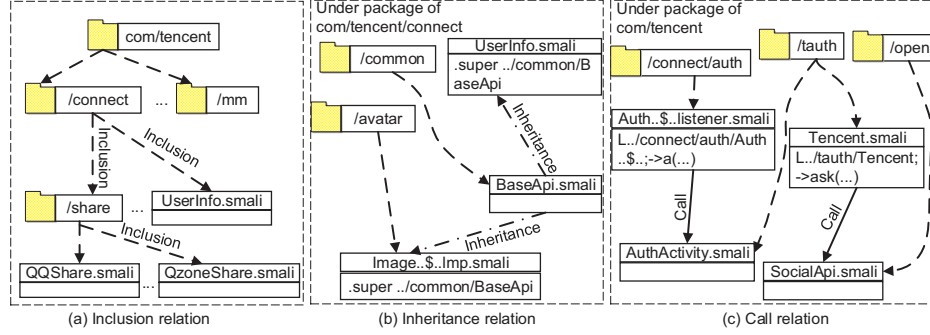 com/tencent
/connect
...
/mm
Inclusion
Inclusion
/share
...
UserInfo.smali
Inclusion
QQShare.smali
...
QzoneShare.smali
(a) Inclusion relation
Under package of
com/tencent/connect
/common
UserInfo.smali
.super ../common/B
aseApi
/avatar
Inheritance
BaseApi.smali
Inheritance
Image..$..Imp.smali
.super ../common/BaseApi
(b) Inheritance relation
Under package of
com/tencent
/tauth
/open
/connect/auth
Auth..$..listener.smali
L../connect/auth/Auth
..$..;->a(...)
Tencent.smali
L../tauth/Tencent;
->ask(...)
Call
Call
AuthActivity.smali
SocialApi.smali
(c) Call relation